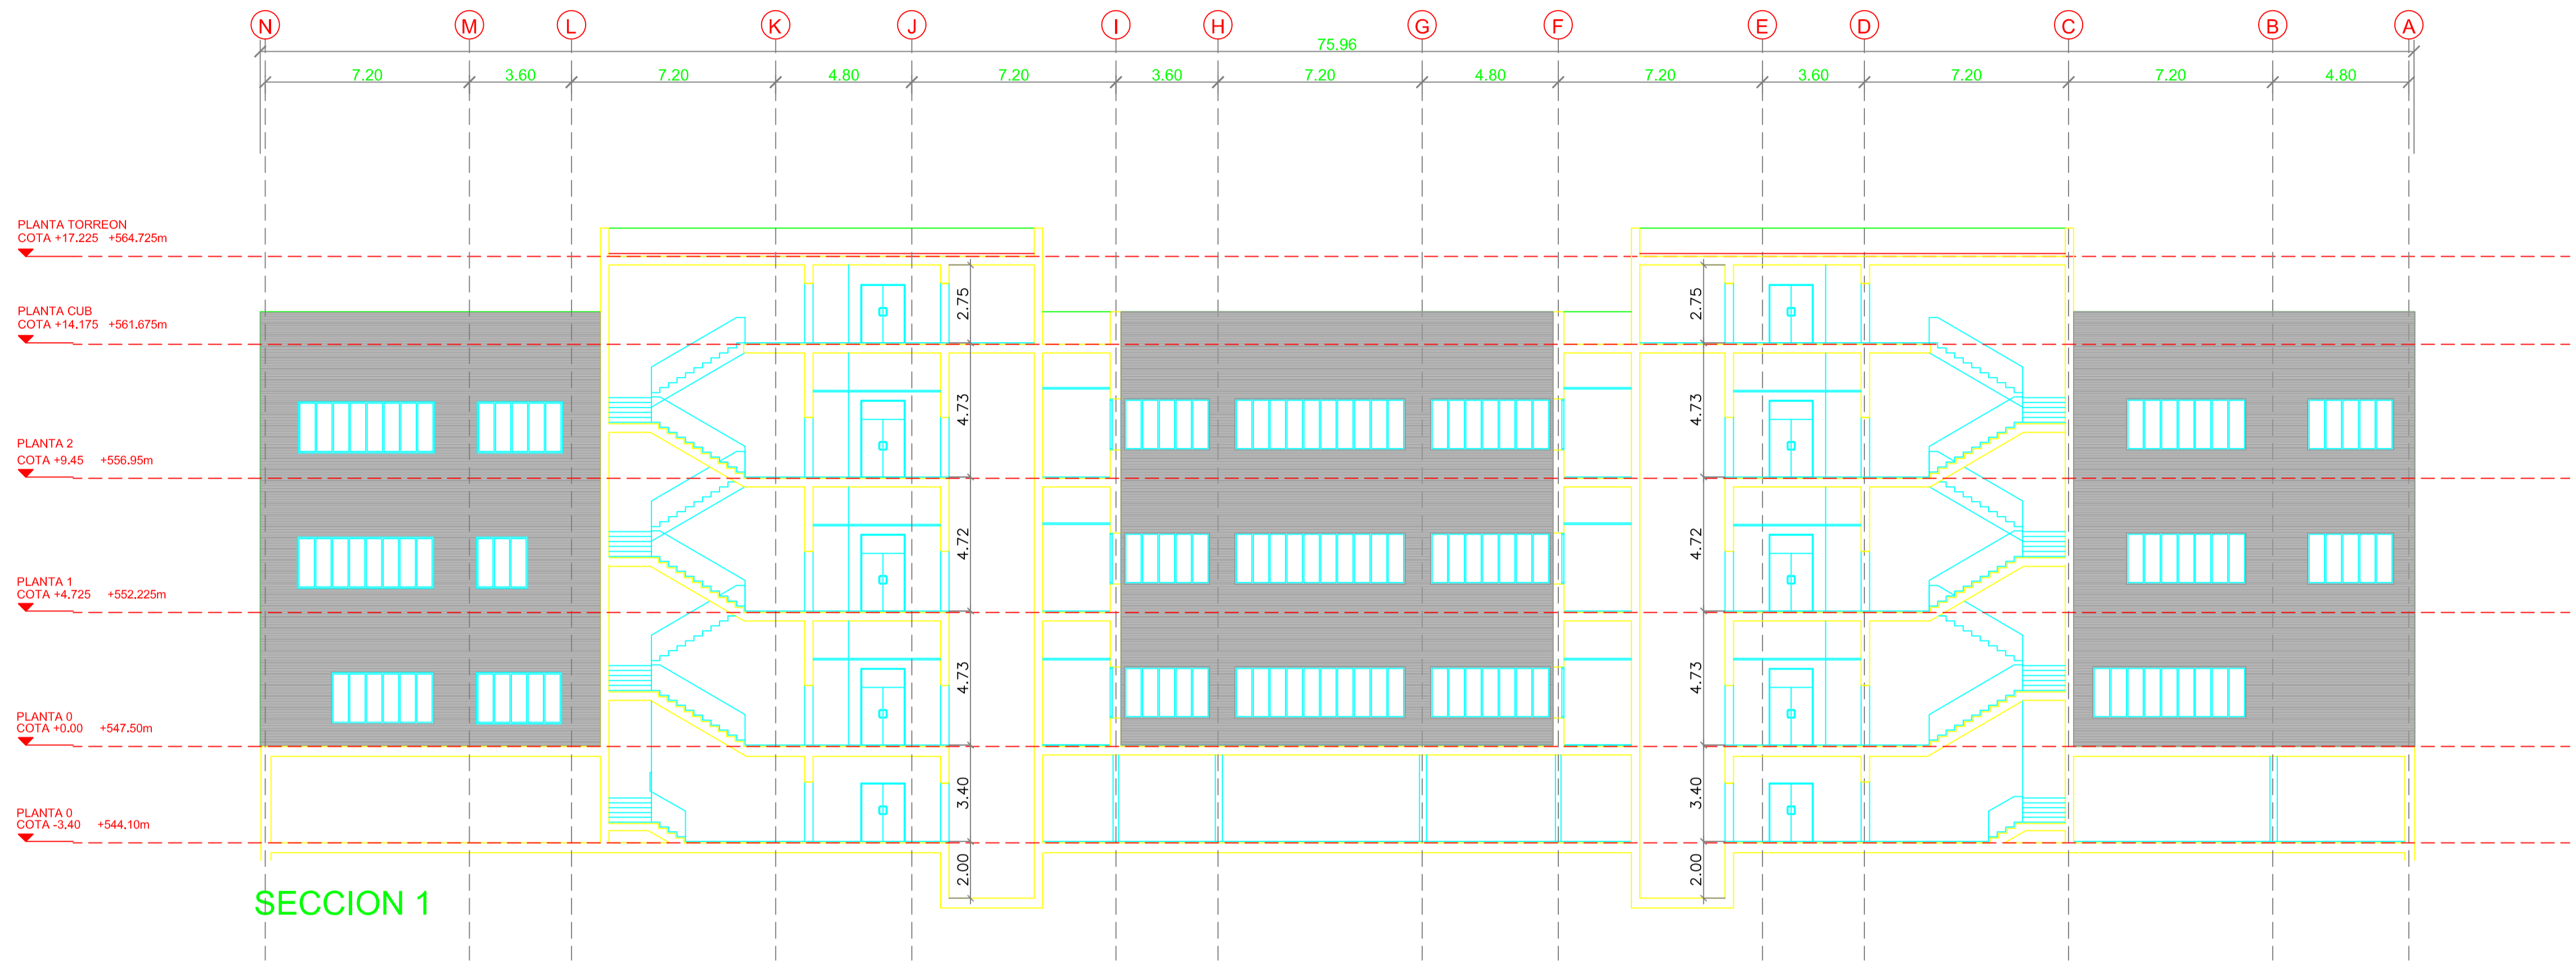 N M L K J I H G F E D C B A
75.96
7.20 3.60 7.20 4.80 7.20 3.60 7.20 4.80 7.20 3.60 7.20 7.20 4.80
PLANTA TORREON
COTA +17.225 +564.725m
PLANTA CUB
COTA +14.175 +561.675m
2.75 2.75
PLANTA 2
COTA +9.45 +556.95m
4.73 4.73
PLANTA 1
COTA +4.725 +552.225m
4.72 4.72
PLANTA 0
COTA +0.00 +547.50m
4.73 4.73
PLANTA 0
COTA -3.40 +544.10m
3.40 3.40
2.00 2.00
SECCION 1